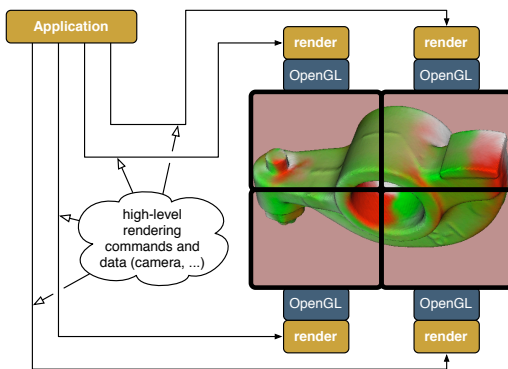 Application
render
render
OpenGL
OpenGL
high-level
rendering
commands and
data (camera, ...)
OpenGL
OpenGL
render
render